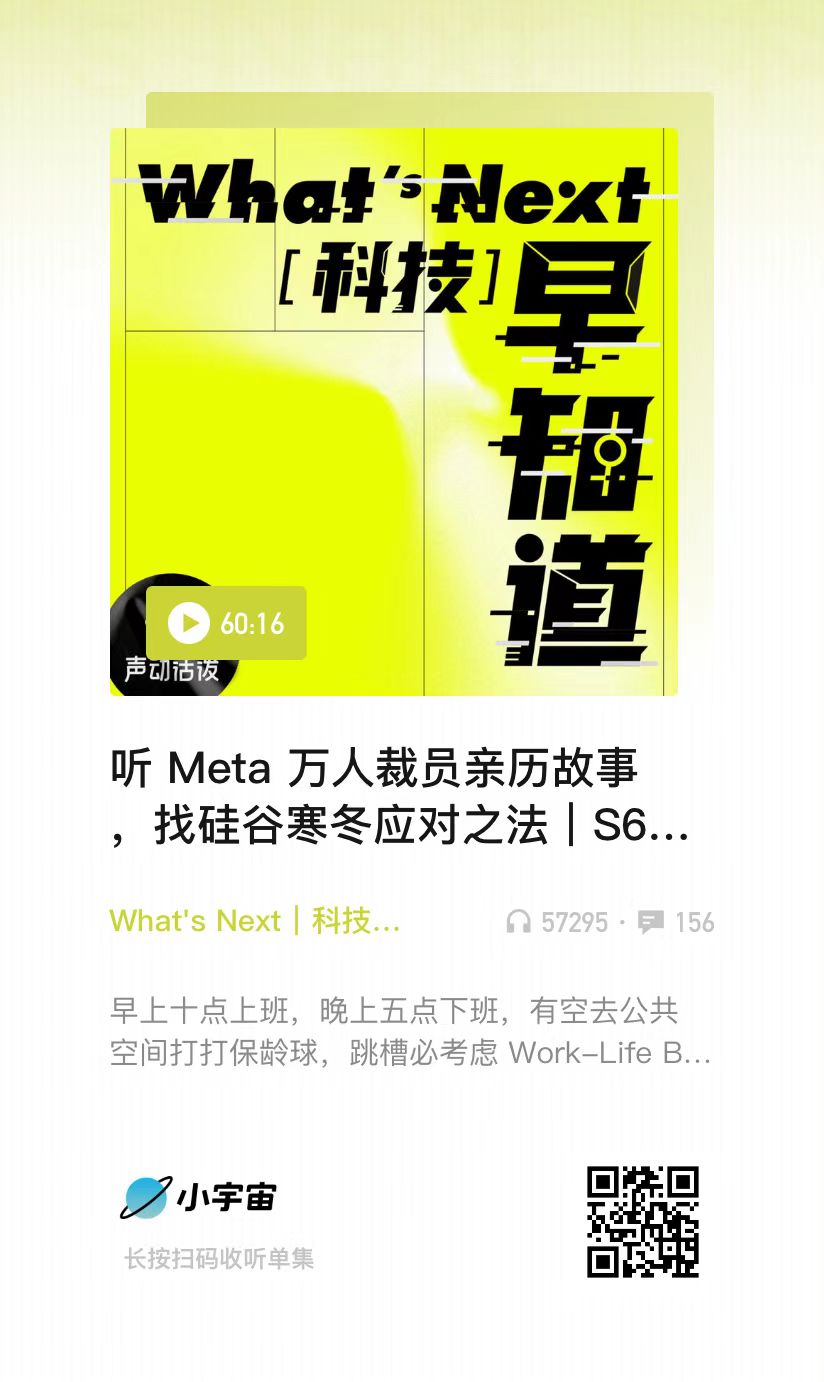 What's Next
[科技]
早知道
60:16
声动活泼
听 Meta 万人裁员亲历故事
，找硅谷寒冬应对之法｜S6...
What's Next｜科技...
57295 · 156
早上十点上班，晚上五点下班，有空去公共
空间打打保龄球，跳槽必考虑 Work-Life B...
小宇宙
长按扫码收听单集